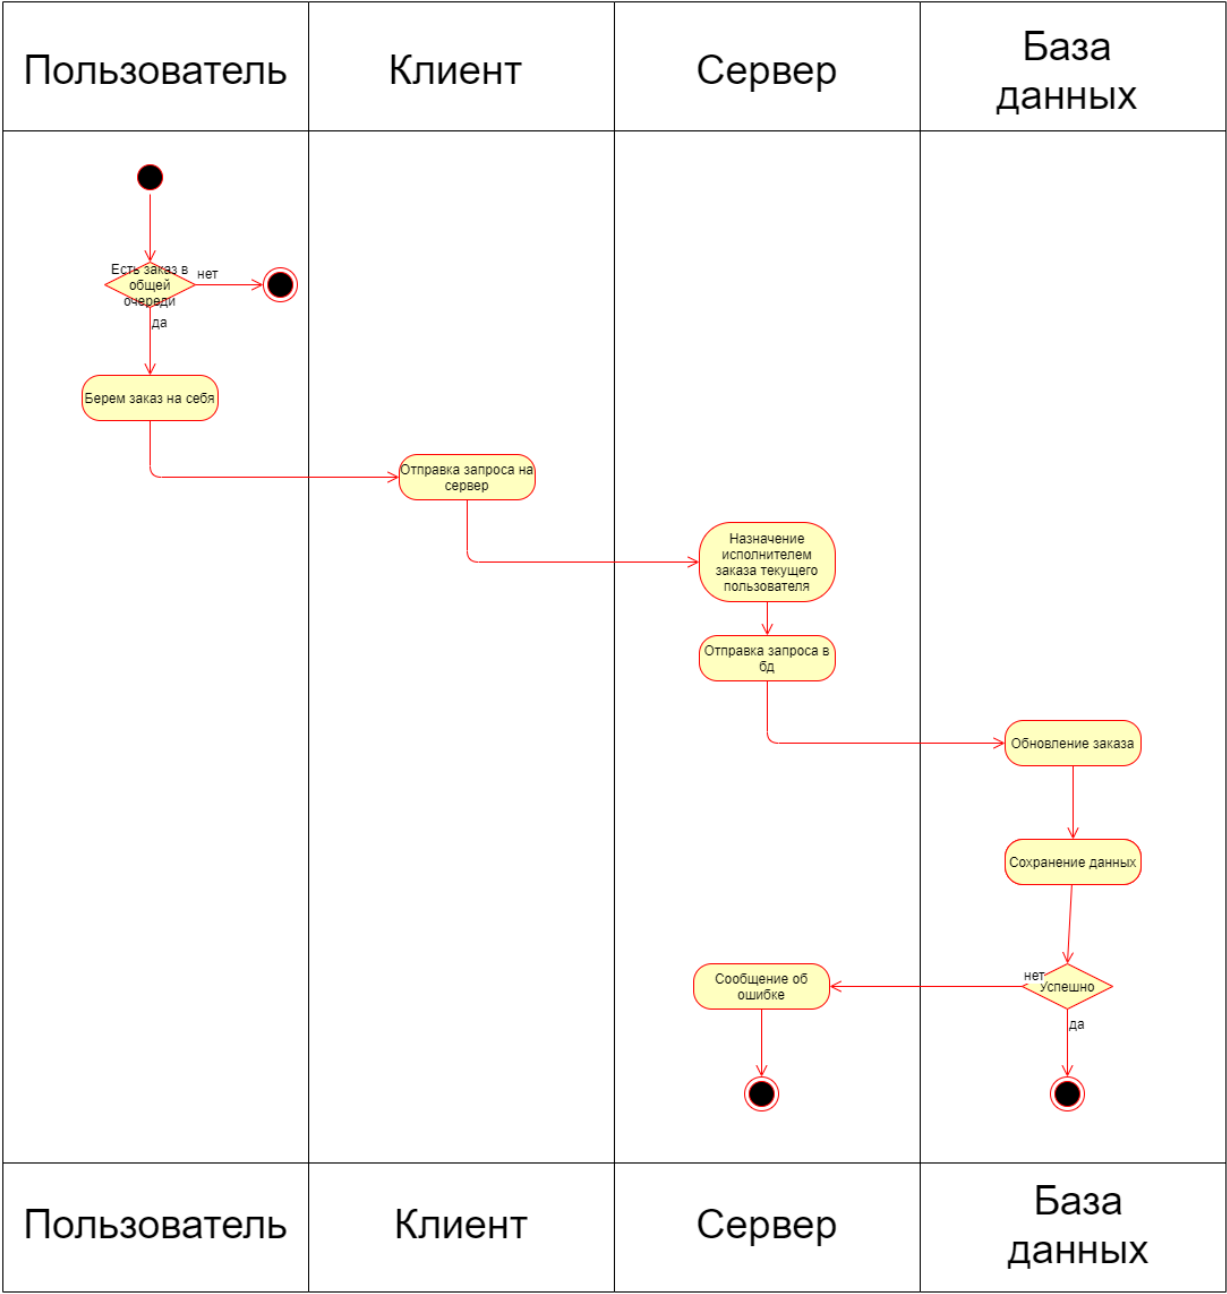 Пользователь
Клиент
Сервер
База
данных
Есть заказ в
общей
очереди
нет
да
Берем заказ на себя
Отправка запроса на
сервер
Назначение
исполнителем
заказа текущего
пользователя
Отправка запроса в
бд
Обновление заказа
Сохранение данных
Сообщение об
ошибке
нет
Успешно
да
Пользователь
Клиент
Сервер
База
данных